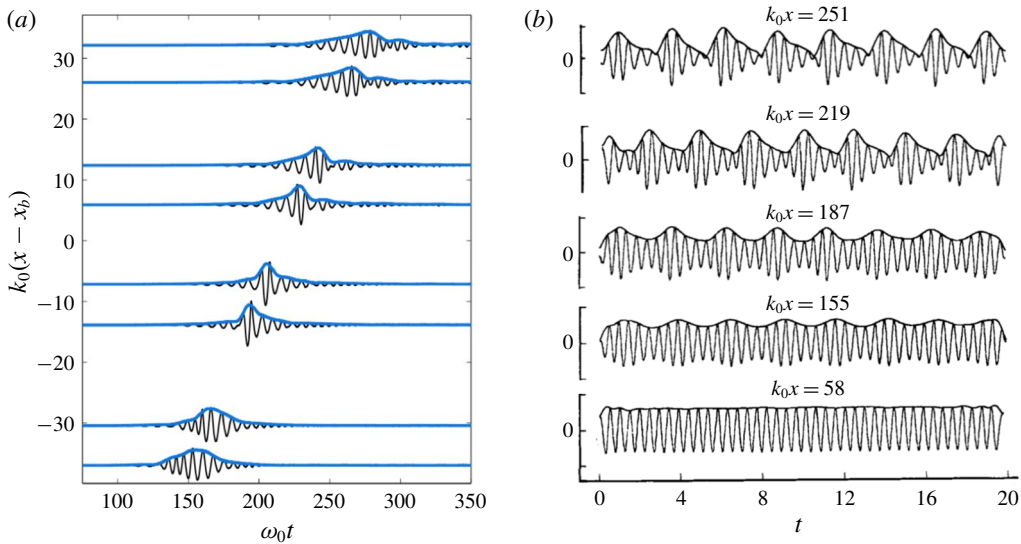 (a)
30
20
10
0
−10
−20
−30
k₀(x − x_b)
100 150 200 250 300 350
ω₀t
(b)
k₀x = 251
0
k₀x = 219
0
k₀x = 187
0
k₀x = 155
0
k₀x = 58
0
0 4 8 12 16 20
t